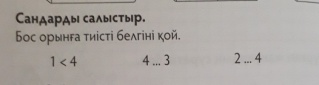 Сандарды салыстыр.
Бос орынға тиісті белгіні қой.
1 < 4 4 ... 3 2 ... 4